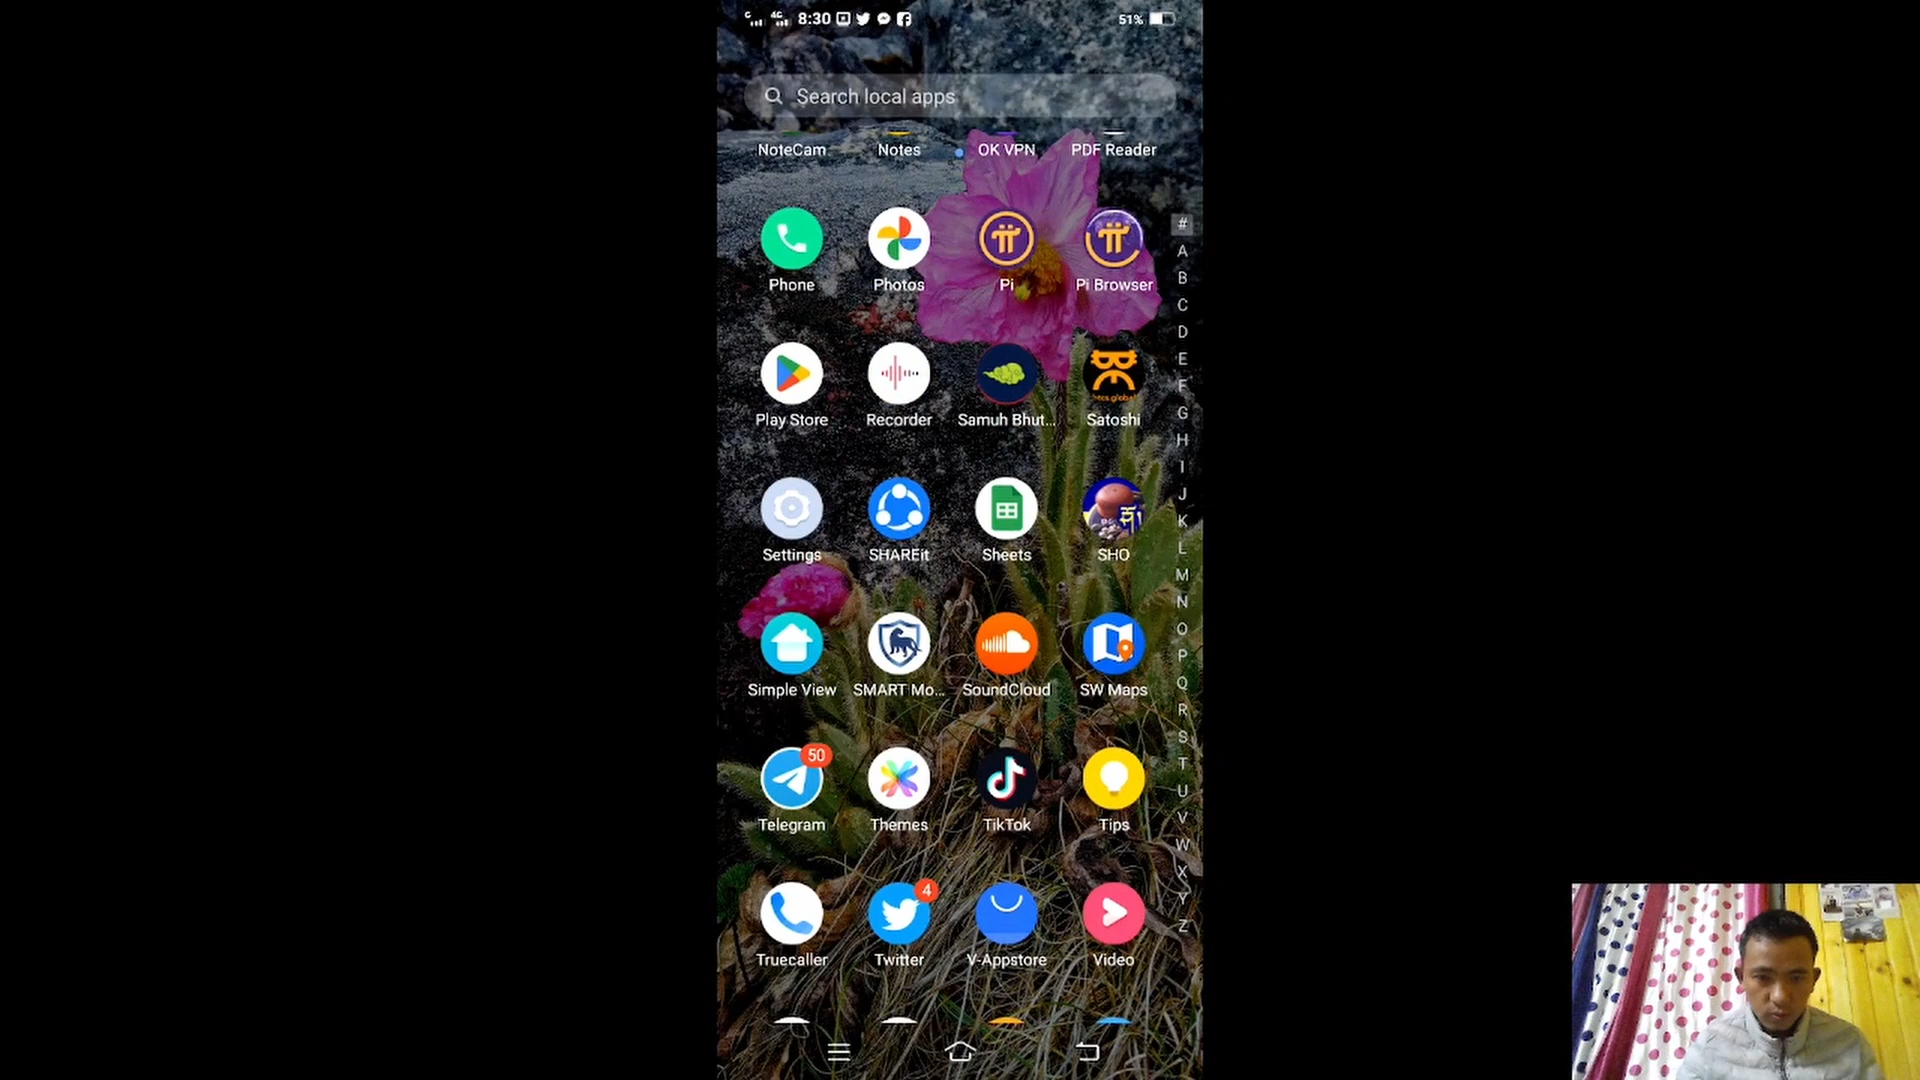 8:30
51%
Search local apps
NoteCam Notes OK VPN PDF Reader
Phone Photos Pi Pi Browser
Play Store Recorder Samuh Bhut... Satoshi
Settings SHAREit Sheets SHO
Simple View SMART Mo... SoundCloud SW Maps
50
Telegram Themes TikTok Tips
4
Truecaller Twitter V-Appstore Video
#
A
B
C
D
E
F
G
H
I
J
K
L
M
N
O
P
Q
R
S
T
U
V
W
X
Y
Z